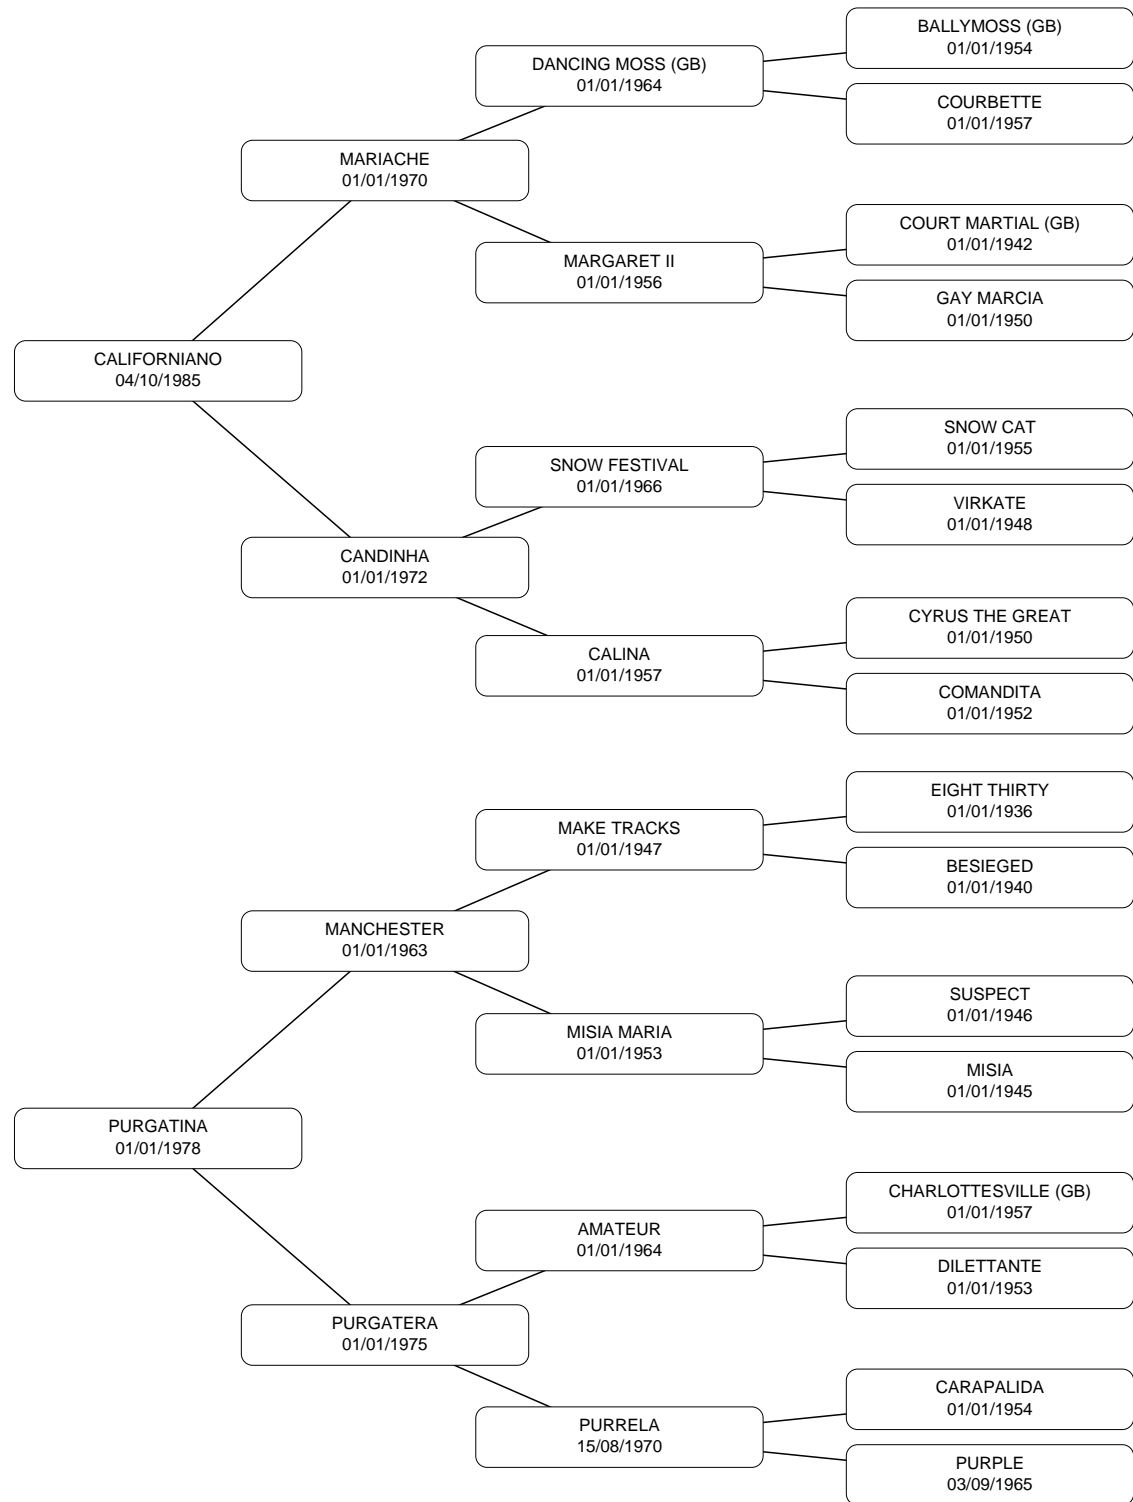 BALLYMOSS (GB)
01/01/1954
DANCING MOSS (GB)
01/01/1964
COURBETTE
01/01/1957
MARIACHE
01/01/1970
COURT MARTIAL (GB)
01/01/1942
MARGARET II
01/01/1956
GAY MARCIA
01/01/1950
CALIFORNIANO
04/10/1985
SNOW CAT
01/01/1955
SNOW FESTIVAL
01/01/1966
VIRKATE
01/01/1948
CANDINHA
01/01/1972
CYRUS THE GREAT
01/01/1950
CALINA
01/01/1957
COMANDITA
01/01/1952
EIGHT THIRTY
01/01/1936
MAKE TRACKS
01/01/1947
BESIEGED
01/01/1940
MANCHESTER
01/01/1963
SUSPECT
01/01/1946
MISIA MARIA
01/01/1953
MISIA
01/01/1945
PURGATINA
01/01/1978
CHARLOTTESVILLE (GB)
01/01/1957
AMATEUR
01/01/1964
DILETTANTE
01/01/1953
PURGATERA
01/01/1975
CARAPALIDA
01/01/1954
PURRELA
15/08/1970
PURPLE
03/09/1965